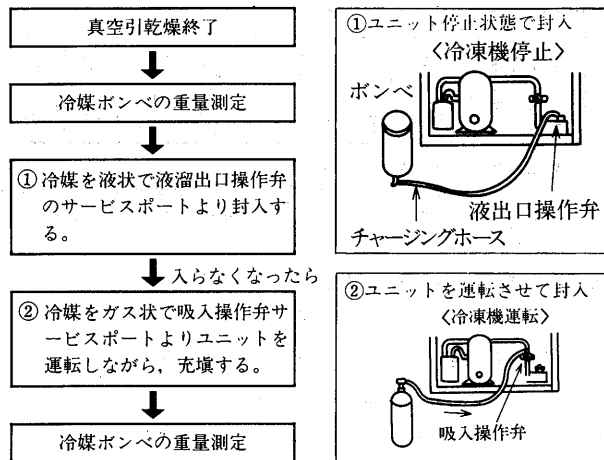 真空引乾燥終了
冷媒ボンベの重量測定
① 冷媒を液状で液溜出口操作弁
のサービスポートより封入す
る。
入らなくなったら
② 冷媒をガス状で吸入操作弁サ
ービスポートよりユニットを
運転しながら，充塡する。
冷媒ボンベの重量測定
①ユニット停止状態で封入
〈冷凍機停止〉
ボンベ
液出口操作弁
チャージングホース
②ユニットを運転させて封入
〈冷凍機運転〉
吸入操作弁